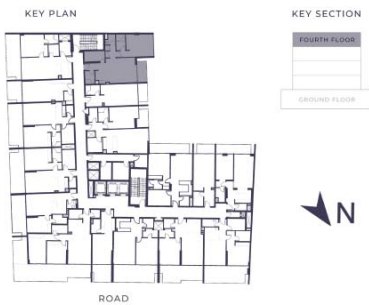 KEY PLAN
KEY SECTION
FOURTH FLOOR
GROUND FLOOR
N
ROAD